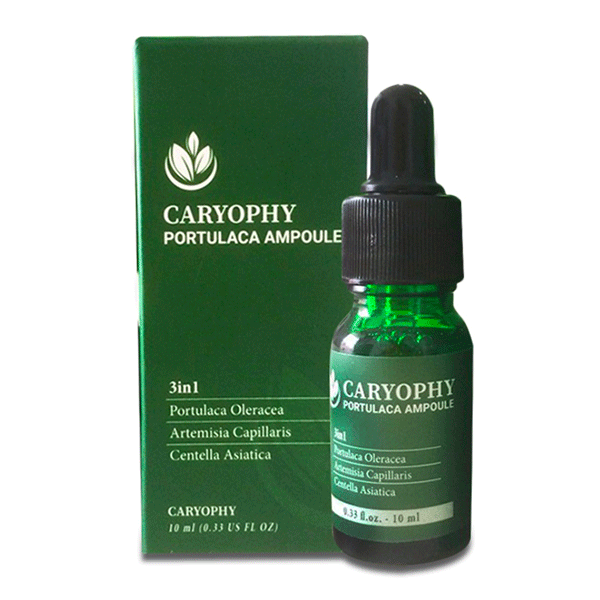 CARYOPHY
PORTULACA AMPOULE
3in1
Portulaca Oleracea
Artemisia Capillaris
Centella Asiatica
CARYOPHY
10 ml (0.33 US FL OZ)
CARYOPHY
PORTULACA AMPOULE
3in1
Portulaca Oleracea
Artemisia Capillaris
Centella Asiatica
0.33 fl.oz. - 10 ml